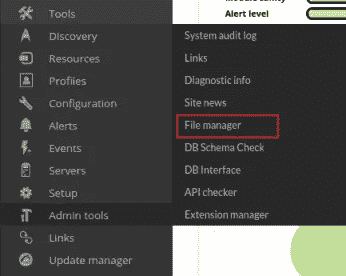 Tools
Discovery
Resources
Profiles
Configuration
Alerts
Events
Servers
Setup
Admin tools
Links
Update manager
Alert level
System audit log
Links
Diagnostic info
Site news
File manager
DB Schema Check
DB Interface
API checker
Extension manager